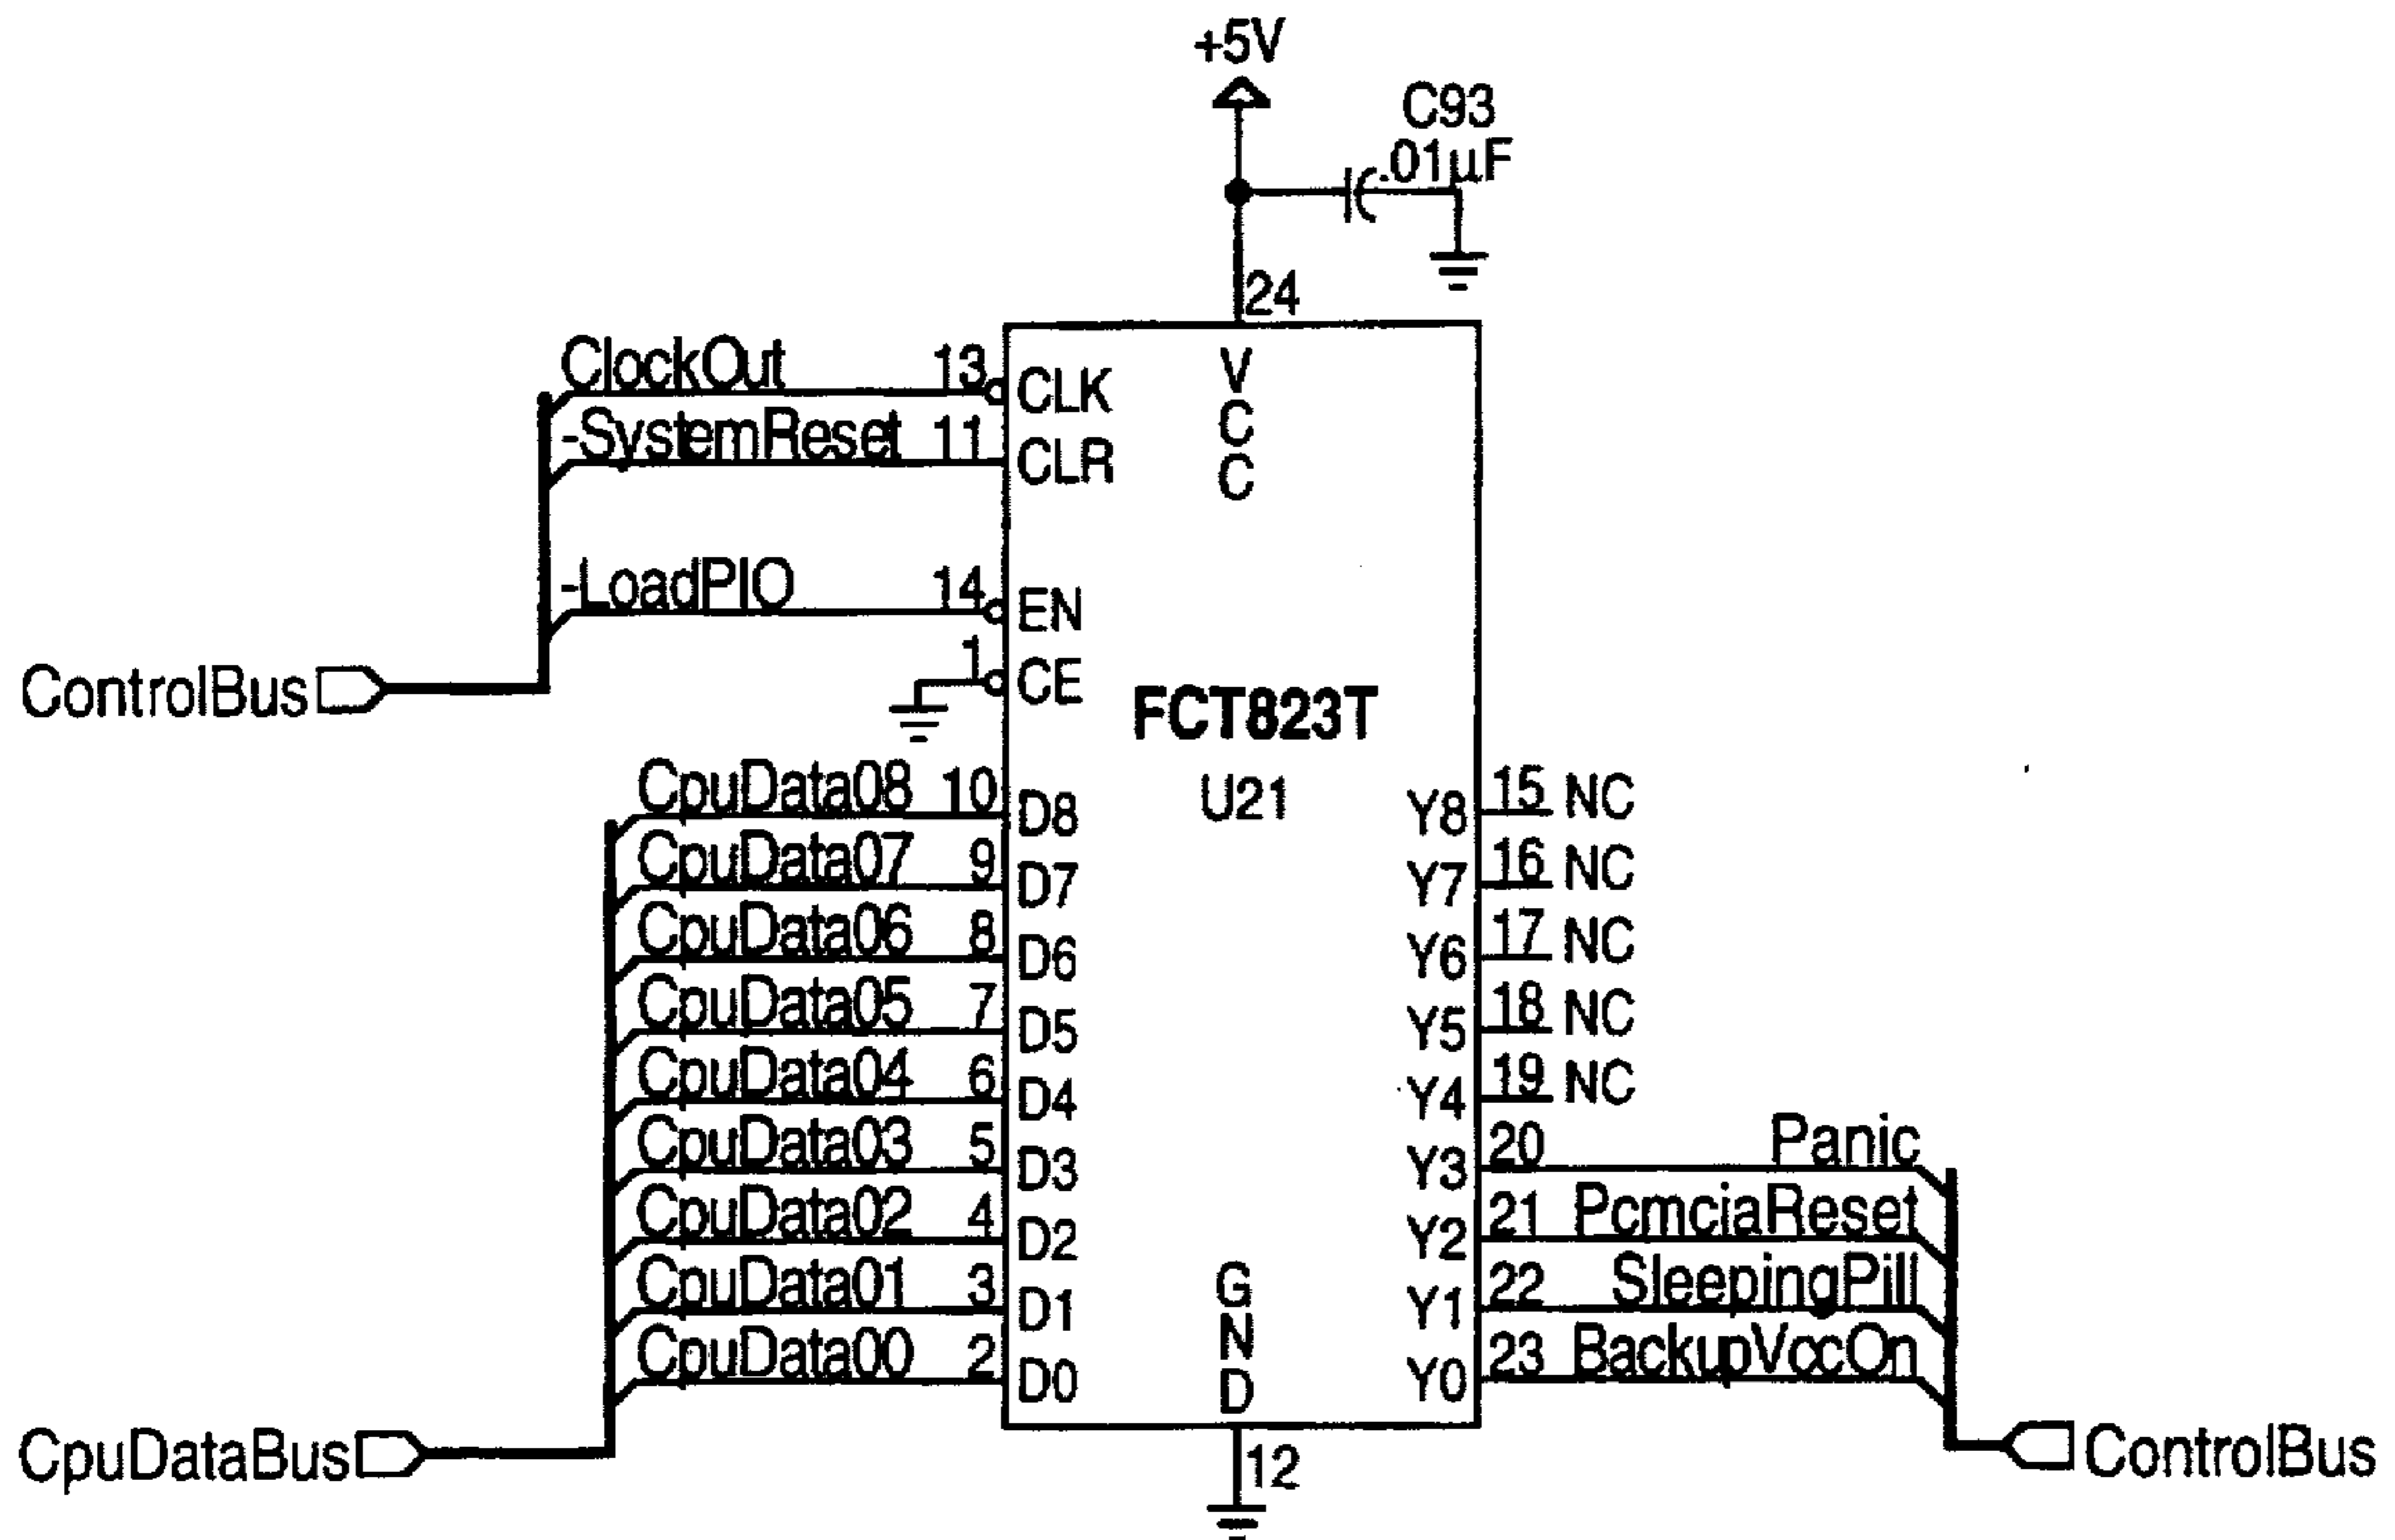 +5V
C93
.01µF
24
ClockOut 13 CLK
-SystemReset 11 CLR
VCC
-LoadPIO 14 EN
1 CE
ControlBus
FCT823T
U21
CpuData08 10 D8 Y8 15 NC
CpuData07 9 D7 Y7 16 NC
CpuData06 8 D6 Y6 17 NC
CpuData05 7 D5 Y5 18 NC
CpuData04 6 D4 Y4 19 NC
CpuData03 5 D3 Y3 20 Panic
CpuData02 4 D2 Y2 21 PcmciaReset
CpuData01 3 D1 Y1 22 SleepingPill
CpuData00 2 D0 Y0 23 BackupVccOn
GND
CpuDataBus
12
ControlBus